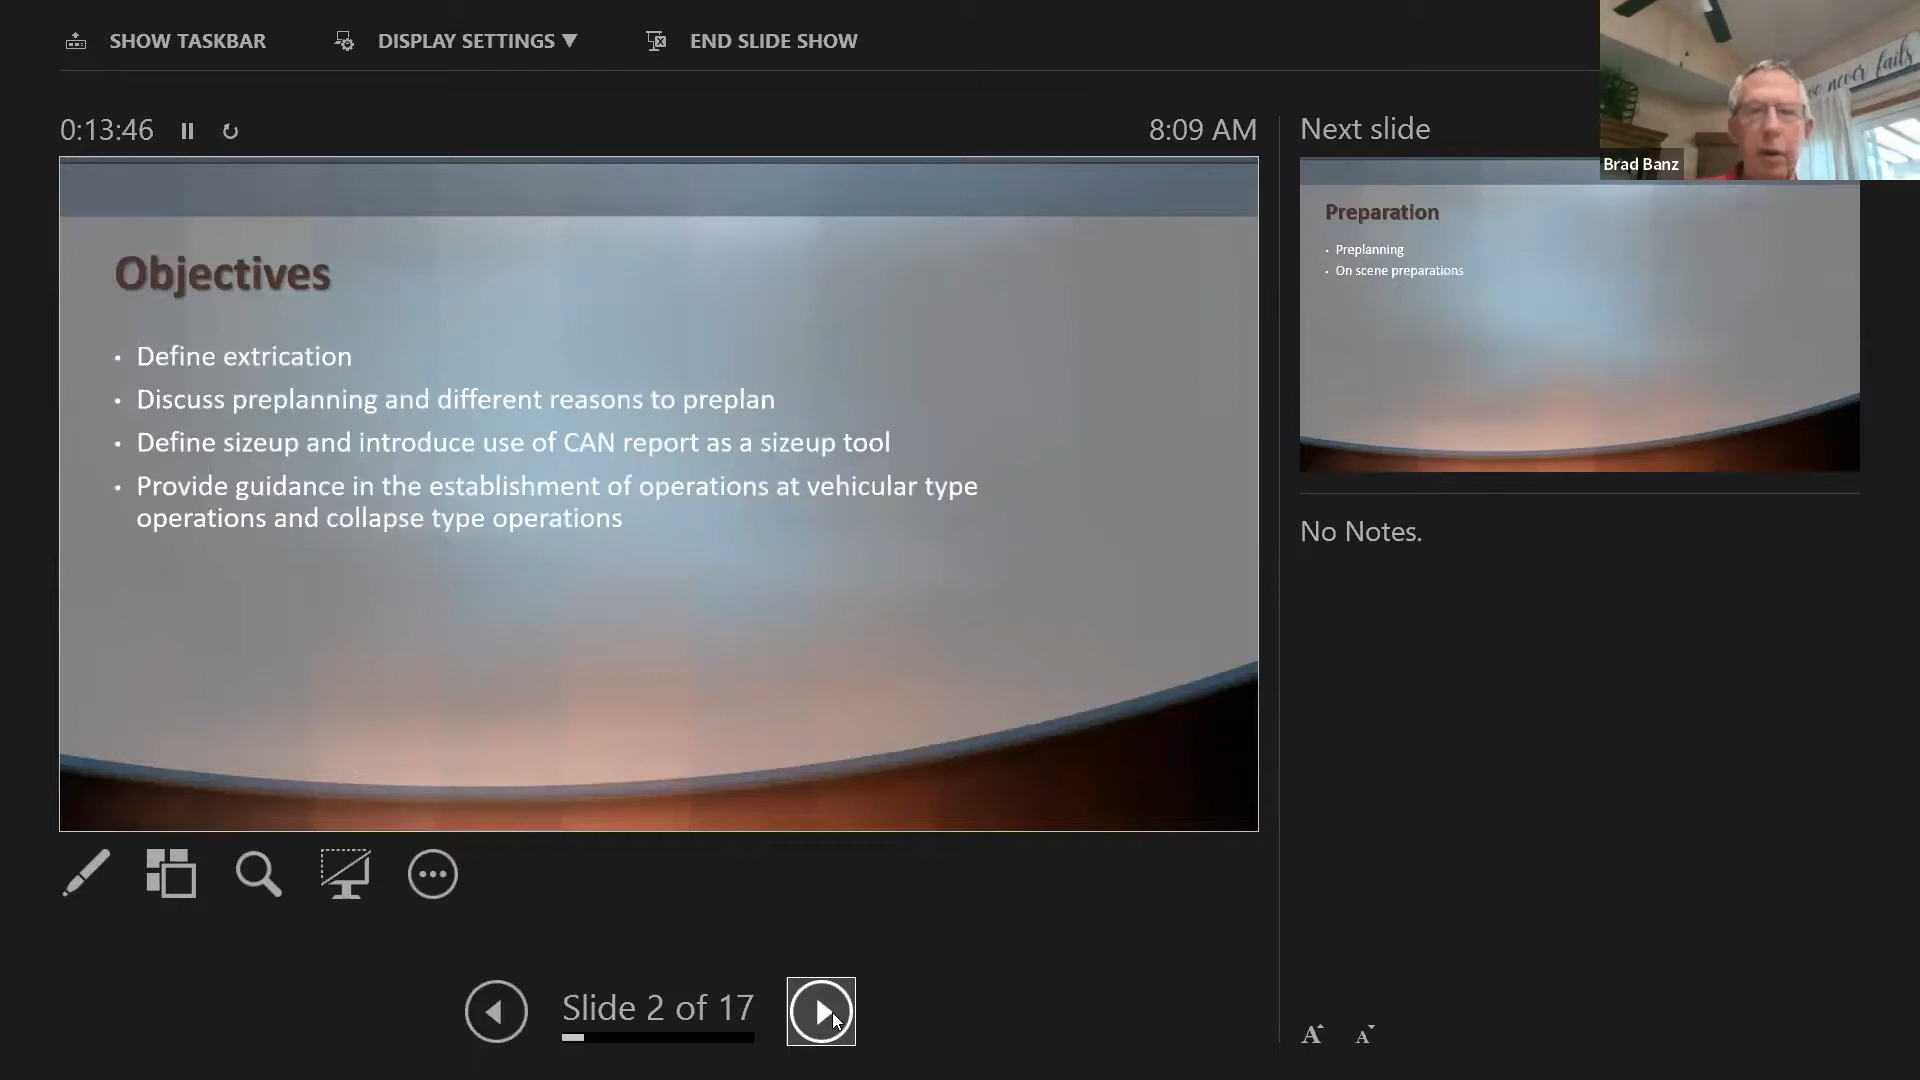 SHOW TASKBAR
DISPLAY SETTINGS
END SLIDE SHOW
never fails
Brad Banz
0:13:46
8:09 AM
Next slide
Objectives
• Define extrication
• Discuss preplanning and different reasons to preplan
• Define sizeup and introduce use of CAN report as a sizeup tool
• Provide guidance in the establishment of operations at vehicular type
operations and collapse type operations
Preparation
• Preplanning
• On scene preparations
No Notes.
Slide 2 of 17
A
A